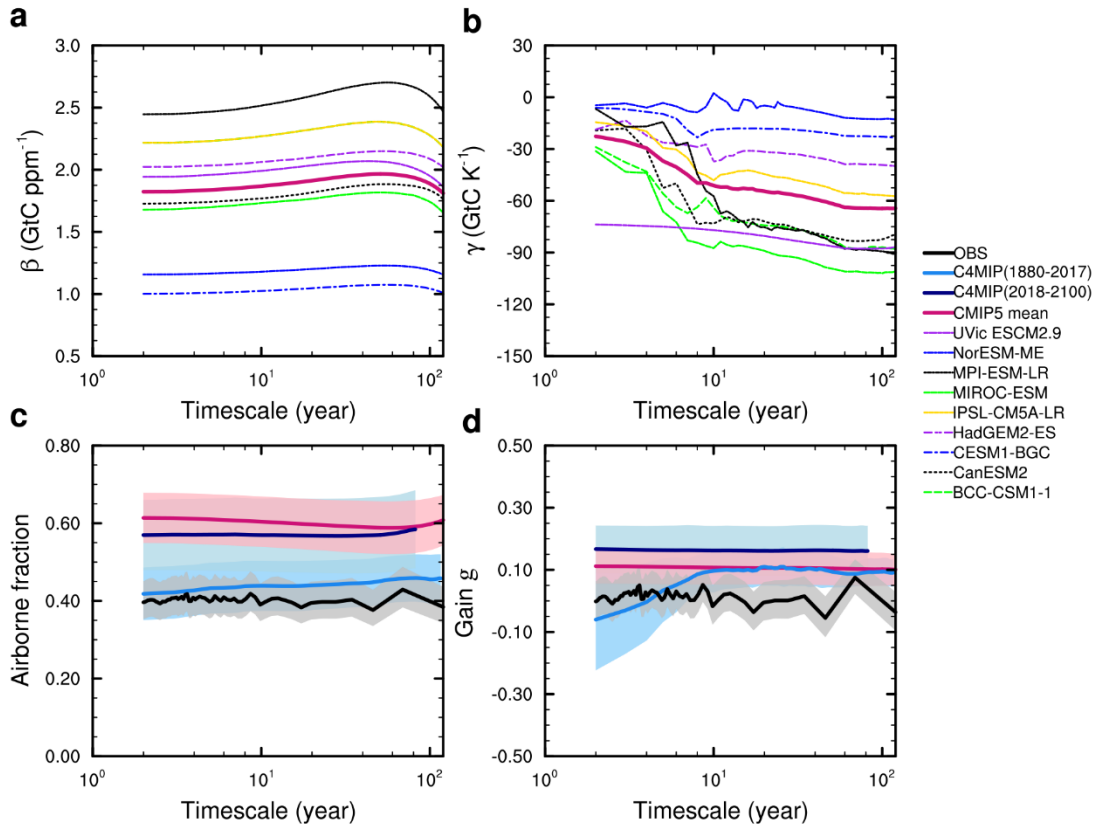 a
β (GtC ppm⁻¹)
3.0
2.5
2.0
1.5
1.0
0.5
10⁰ 10¹ 10²
Timescale (year)
b
γ (GtC K⁻¹)
30
0
-30
-60
-90
-120
-150
10⁰ 10¹ 10²
Timescale (year)
OBS
C4MIP(1880-2017)
C4MIP(2018-2100)
CMIP5 mean
UVic ESCM2.9
NorESM-ME
MPI-ESM-LR
MIROC-ESM
IPSL-CM5A-LR
HadGEM2-ES
CESM1-BGC
CanESM2
BCC-CSM1-1
c
Airborne fraction
0.80
0.60
0.40
0.20
0.00
10⁰ 10¹ 10²
Timescale (year)
d
Gain g
0.50
0.30
0.10
-0.10
-0.30
-0.50
10⁰ 10¹ 10²
Timescale (year)